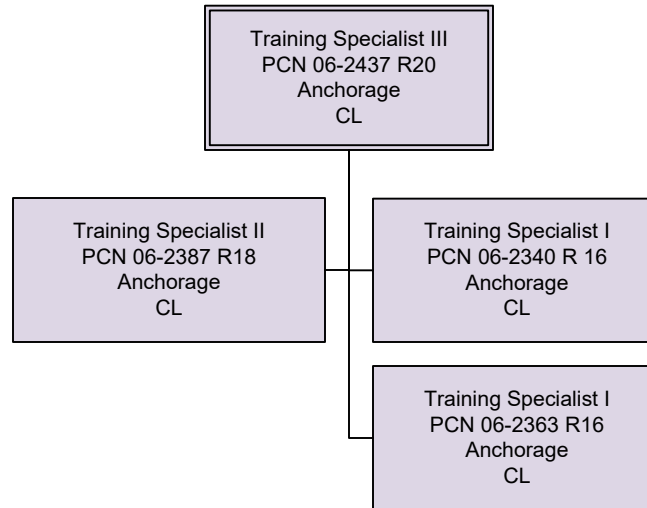 Training Specialist III
PCN 06-2437 R20
Anchorage
CL
Training Specialist II
PCN 06-2387 R18
Anchorage
CL
Training Specialist I
PCN 06-2340 R 16
Anchorage
CL
Training Specialist I
PCN 06-2363 R16
Anchorage
CL